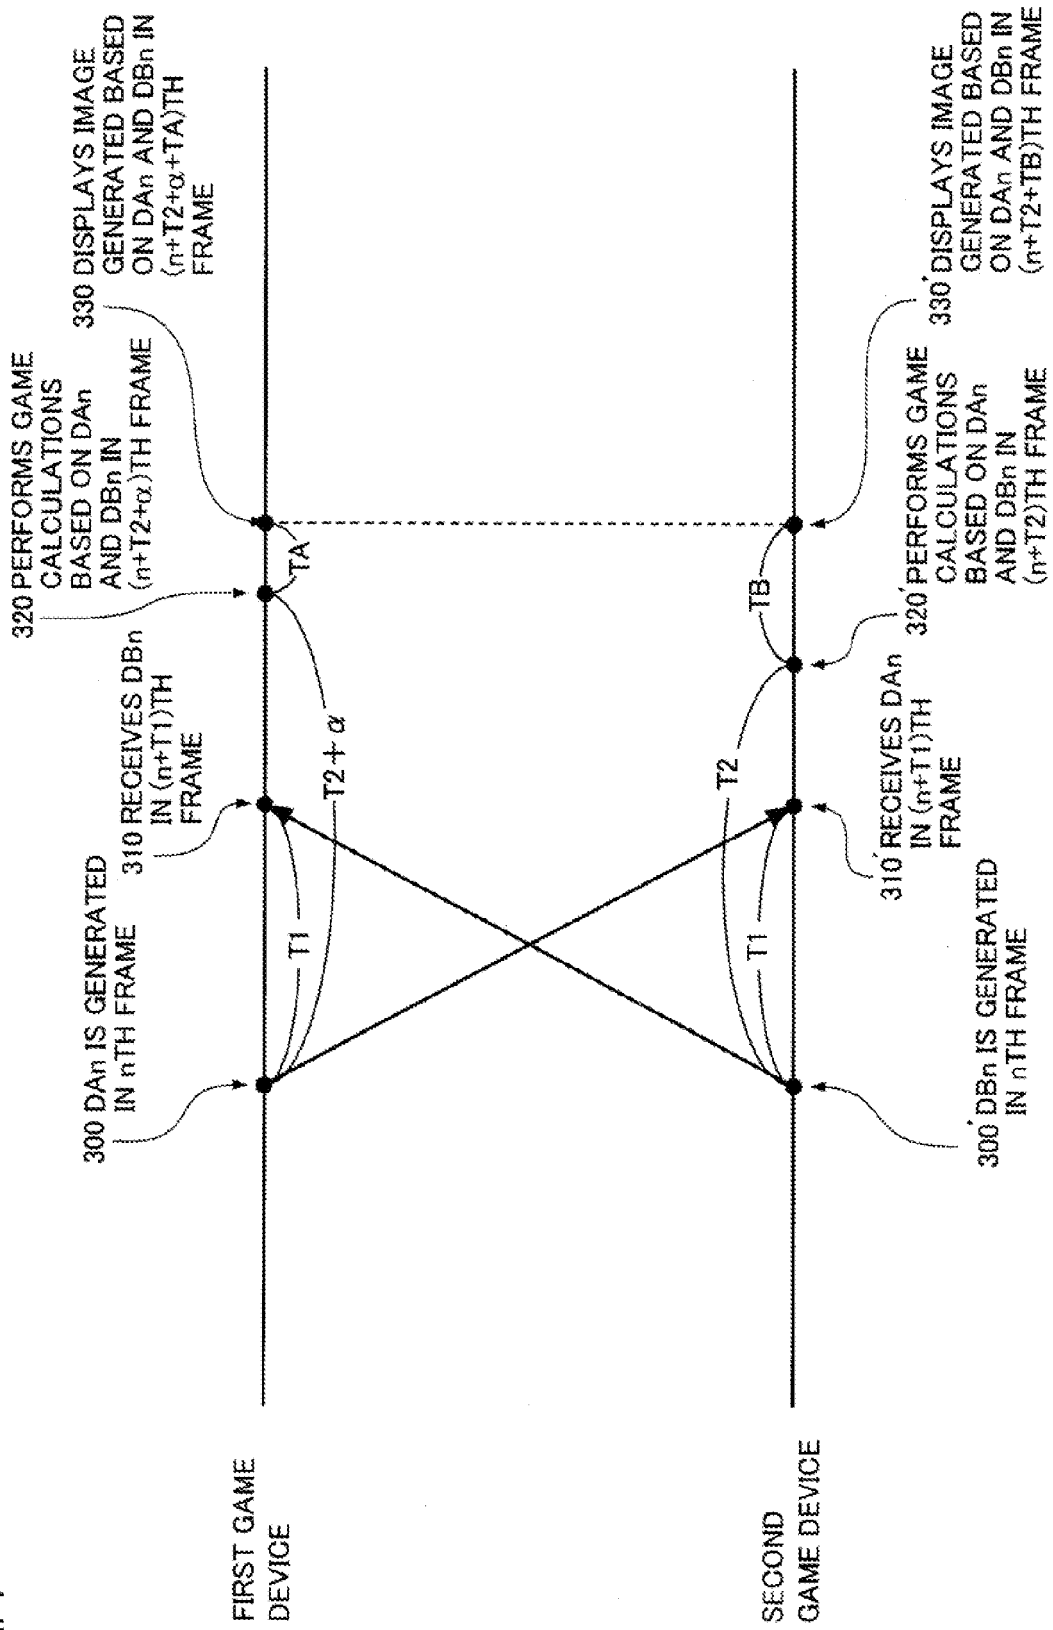 300 DAn IS GENERATED
IN nTH FRAME
310 RECEIVES DBn
IN (n+T1)TH
FRAME
320 PERFORMS GAME
CALCULATIONS
BASED ON DAn
AND DBn IN
(n+T2+α)TH FRAME
330 DISPLAYS IMAGE
GENERATED BASED
ON DAn AND DBn IN
(n+T2+α+TA)TH
FRAME
FIRST GAME
DEVICE
T1
T2+α
TA
T1
T2
TB
SECOND
GAME DEVICE
300' DBn IS GENERATED
IN nTH FRAME
310' RECEIVES DAn
IN (n+T1)TH
FRAME
320' PERFORMS GAME
CALCULATIONS
BASED ON DAn
AND DBn IN
(n+T2)TH FRAME
330' DISPLAYS IMAGE
GENERATED BASED
ON DAn AND DBn IN
(n+T2+TB)TH FRAME